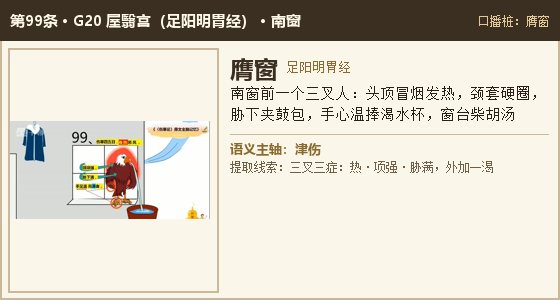 第99条·G20 屋翳宫（足阳明胃经）·南窗
口播桩：膺窗
膺窗 足阳明胃经
南窗前一个三叉人：头顶冒烟发热，颈套硬圈，
胁下夹鼓包，手心温捧渴水杯，窗台柴胡汤
语义主轴：津伤
提取线索：三叉三症：热·项强·胁满，外加一渴
99、